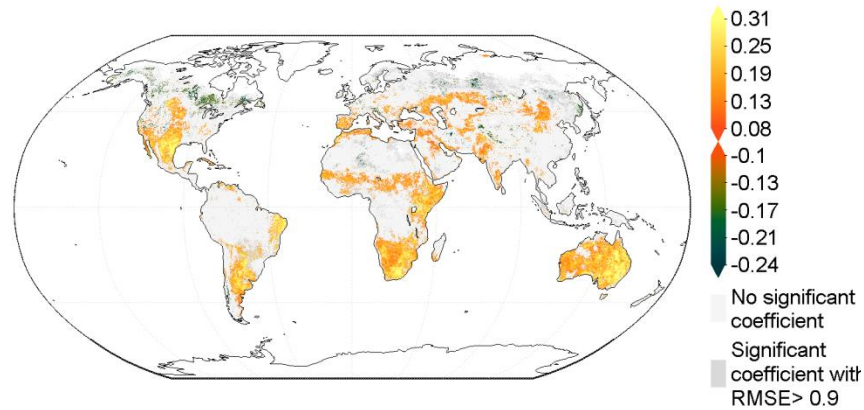 0.31
0.25
0.19
0.13
0.08
-0.1
-0.13
-0.17
-0.21
-0.24
No significant
coefficient
Significant
coefficient with
RMSE> 0.9